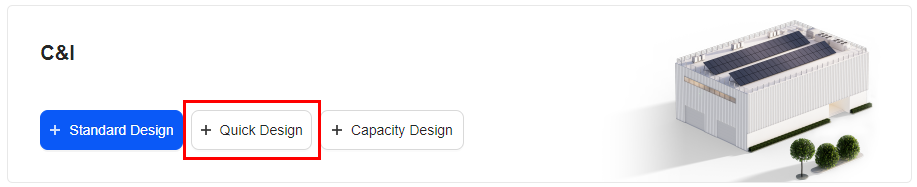 C&I
+ Standard Design + Quick Design + Capacity Design